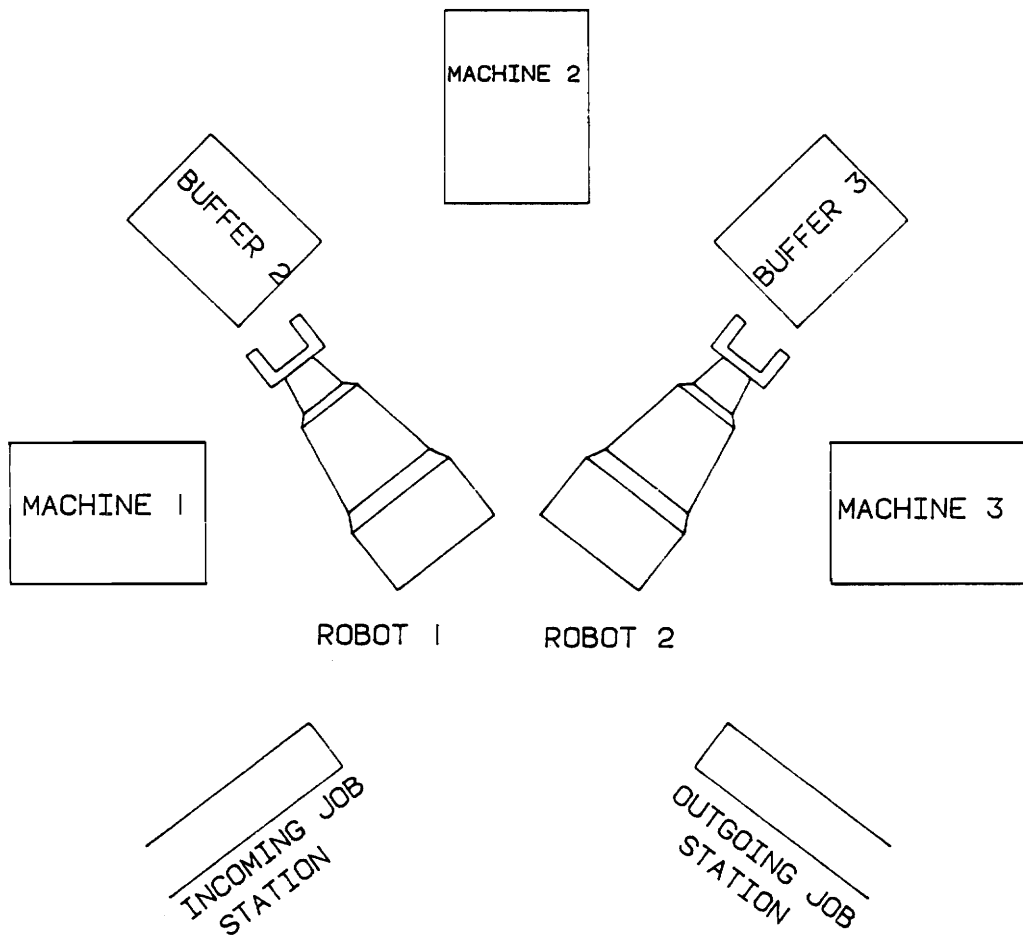 MACHINE 2
BUFFER 2
BUFFER 3
MACHINE 1
MACHINE 3
ROBOT 1
ROBOT 2
INCOMING JOB
STATION
OUTGOING JOB
STATION